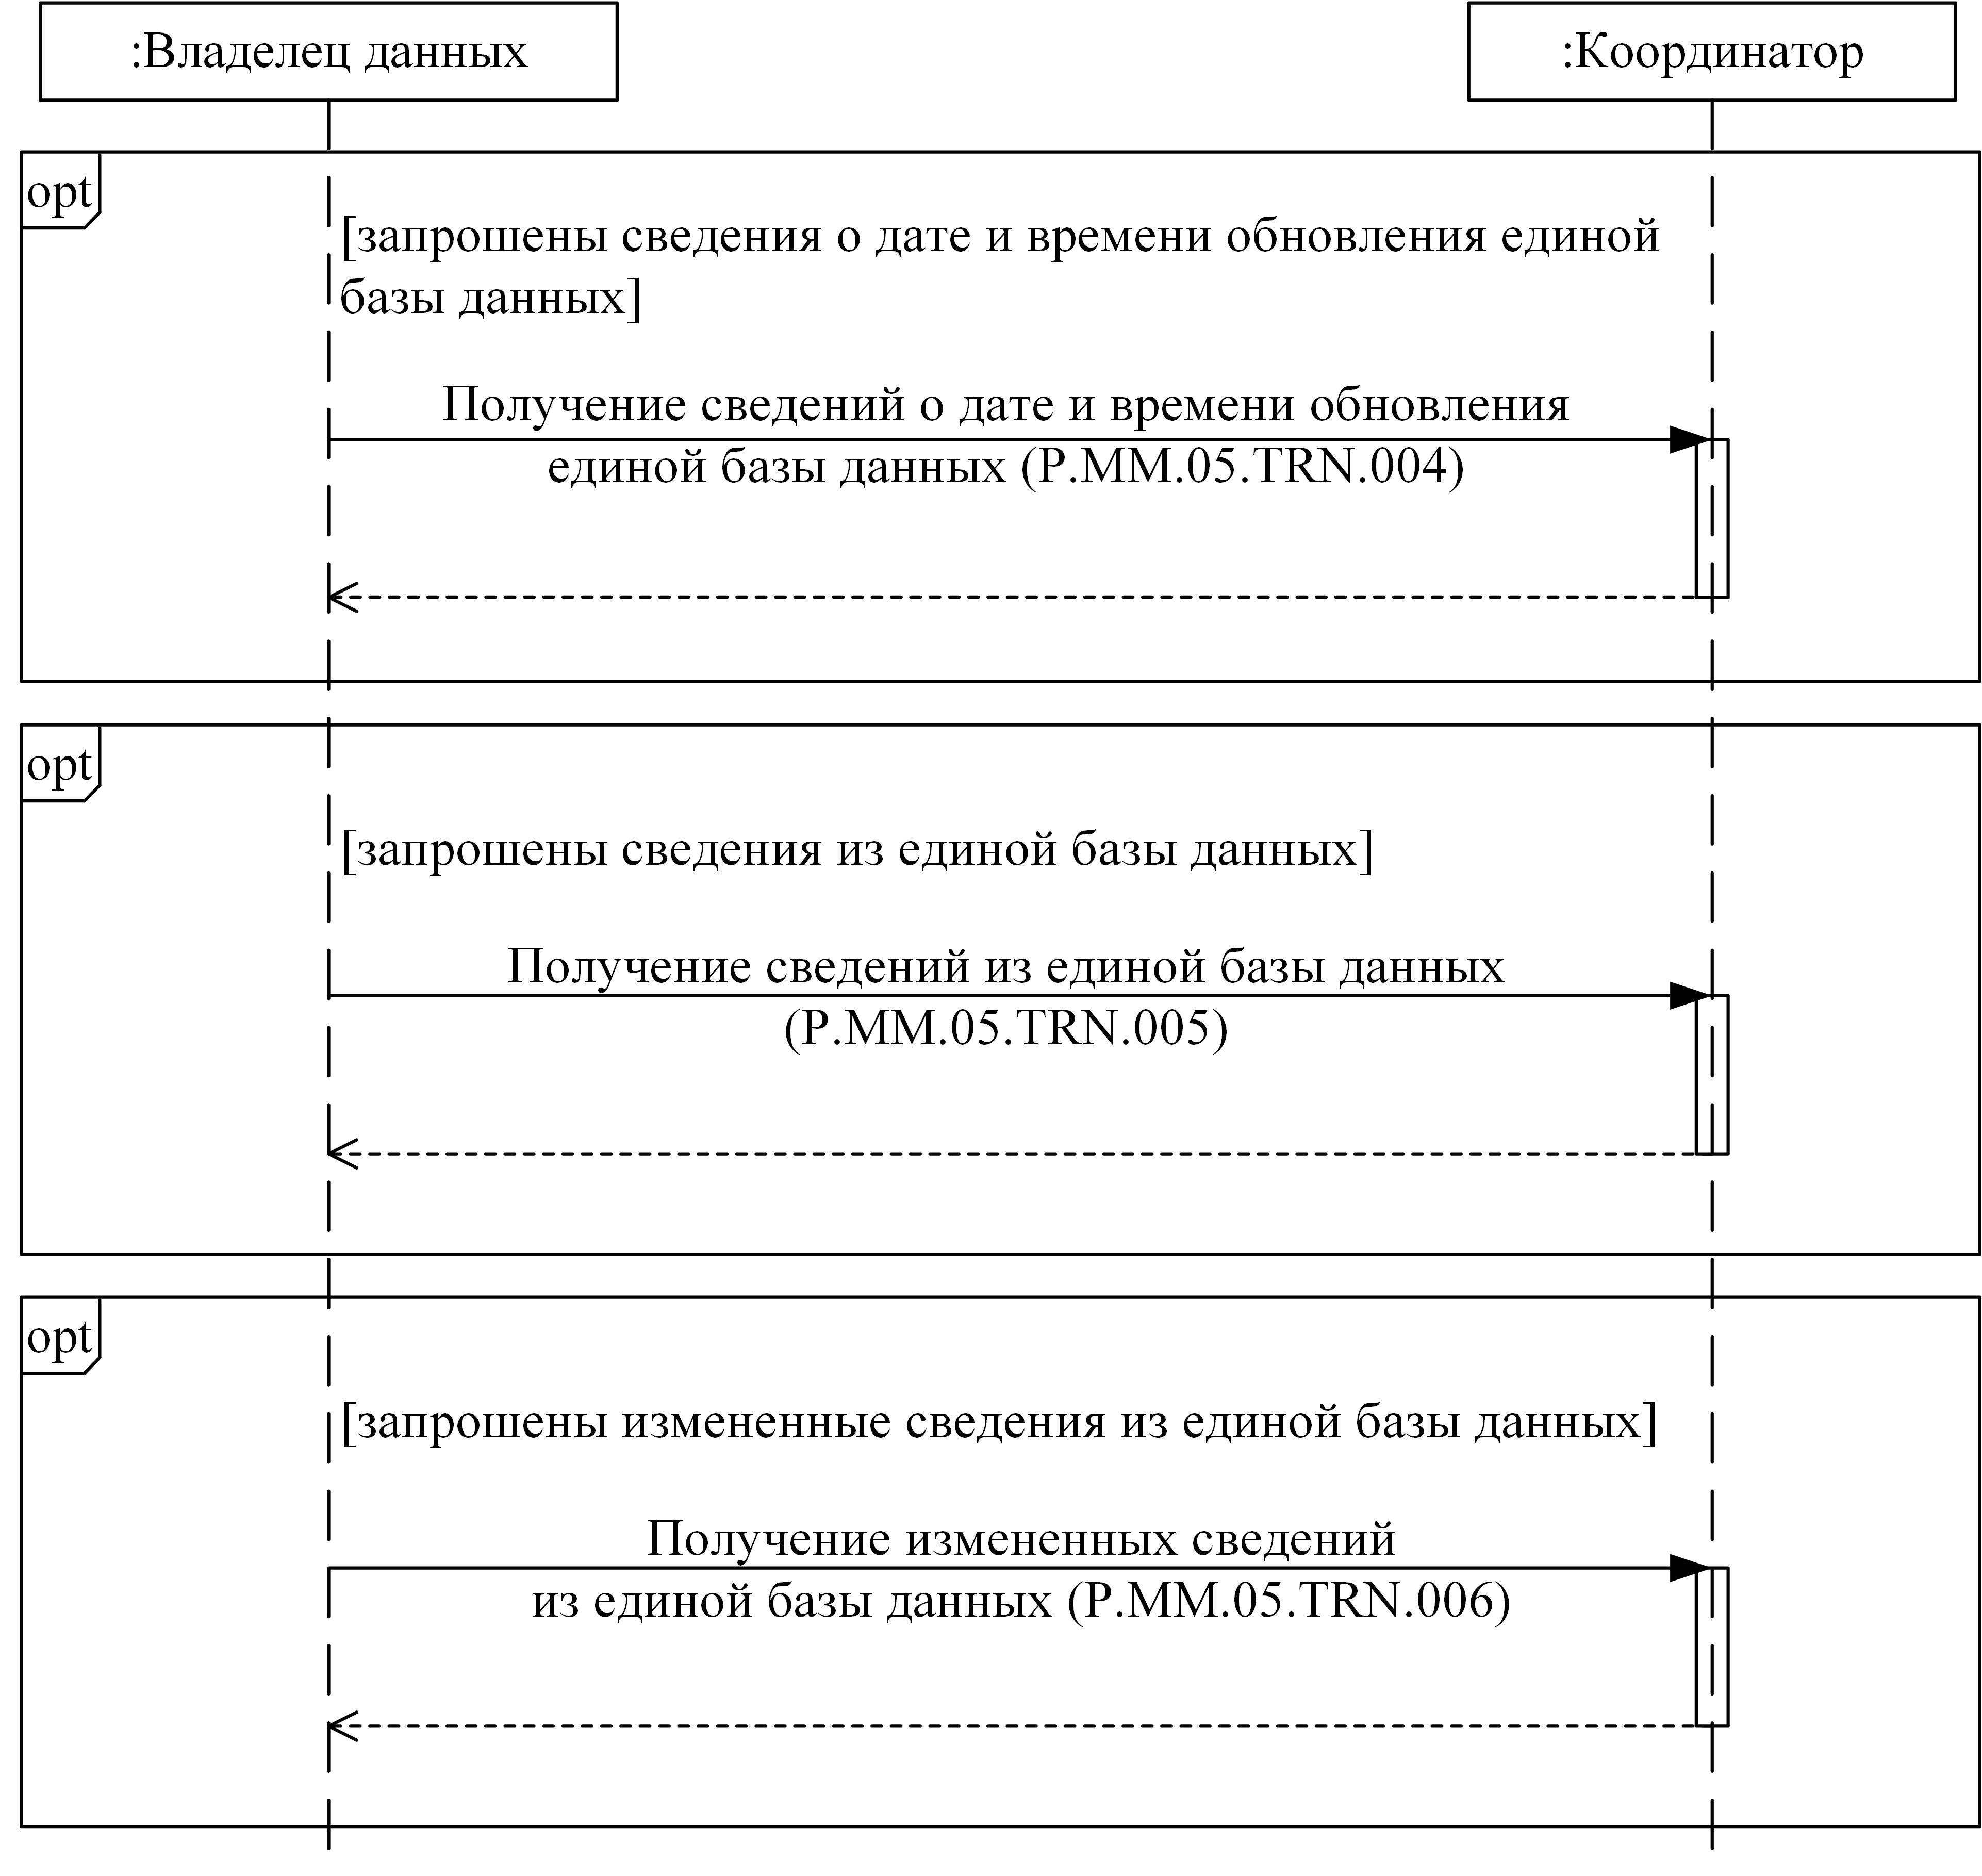 :Владелец данных
:Координатор
opt
[запрошены сведения о дате и времени обновления единой
базы данных]
Получение сведений о дате и времени обновления
единой базы данных (P.MM.05.TRN.004)
opt
[запрошены сведения из единой базы данных]
Получение сведений из единой базы данных
(P.MM.05.TRN.005)
opt
[запрошены измененные сведения из единой базы данных]
Получение измененных сведений
из единой базы данных (P.MM.05.TRN.006)